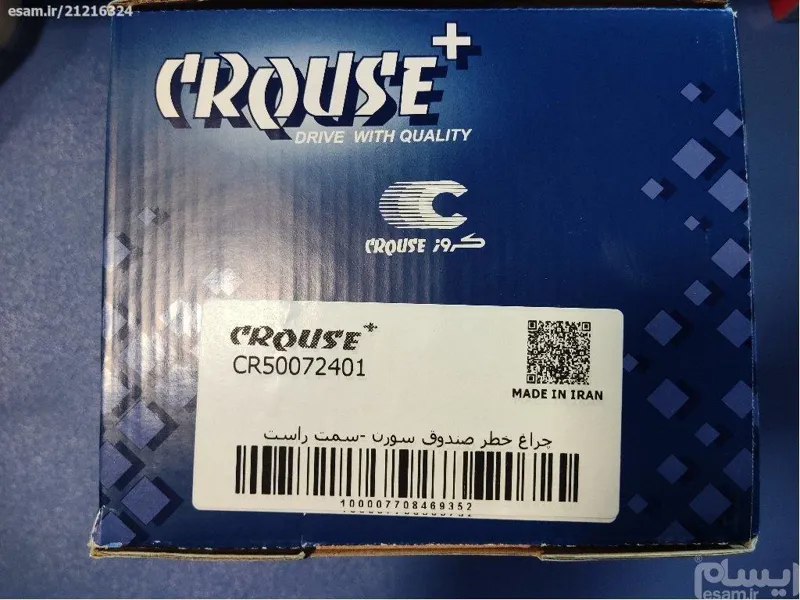 esam.ir/21216324
CROUSE+
DRIVE WITH QUALITY
C
CROUSE کروز
CROUSE+
CR50072401
MADE IN IRAN
چراغ خطر صندوق سورن -سمت راست
100007708469352
ایسام
esam.ir